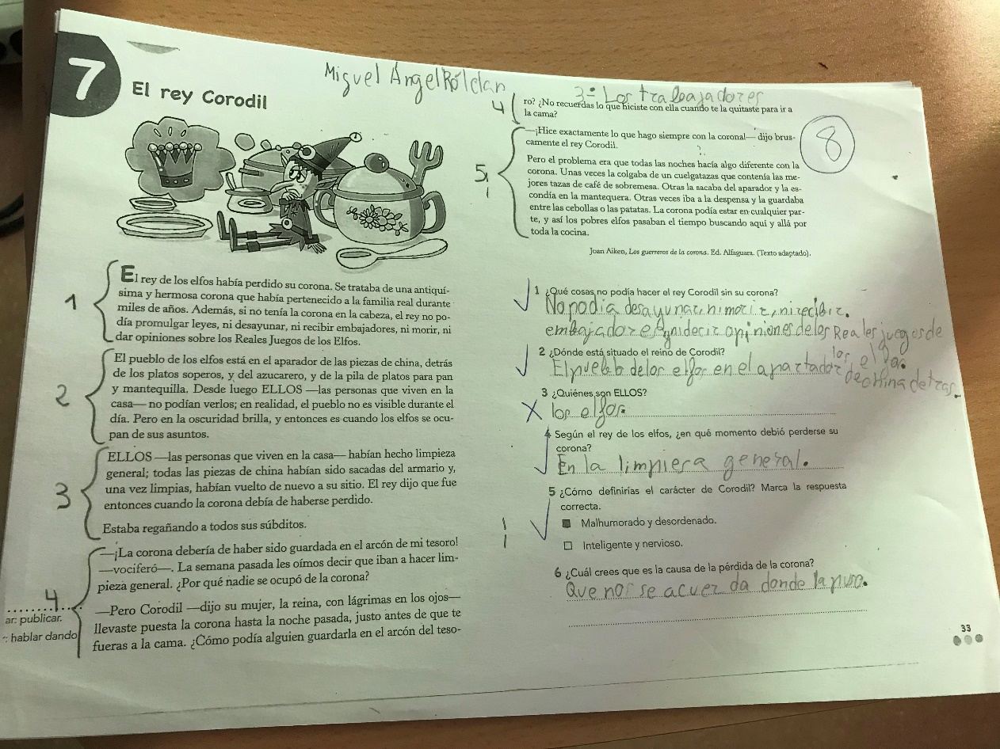 7
El rey Corodil
Miguel Ángel Róldan
1
El rey de los elfos había perdido su corona. Se trataba de una antiquí-
sima y hermosa corona que había pertenecido a la familia real durante
miles de años. Además, si no tenía la corona en la cabeza, el rey no po-
día promulgar leyes, ni desayunar, ni recibir embajadores, ni morir, ni
dar opiniones sobre los Reales Juegos de los Elfos.
2
El pueblo de los elfos está en el aparador de las piezas de china, detrás
de los platos soperos, y del azucarero, y de la pila de platos para pan
y mantequilla. Desde luego ELLOS —las personas que viven en la
casa— no podían verlos; en realidad, el pueblo no es visible durante el
día. Pero en la oscuridad brilla, y entonces es cuando los elfos se ocu-
pan de sus asuntos.
3
ELLOS —las personas que viven en la casa— habían hecho limpieza
general; todas las piezas de china habían sido sacadas del armario y,
una vez limpias, habían vuelto de nuevo a su sitio. El rey dijo que fue
entonces cuando la corona debía de haberse perdido.
Estaba regañando a todos sus súbditos.
4
—¡La corona debería de haber sido guardada en el arcón de mi tesoro!
—vociferó—. La semana pasada les oímos decir que iban a hacer lim-
pieza general. ¿Por qué nadie se ocupó de la corona?
—Pero Corodil —dijo su mujer, la reina, con lágrimas en los ojos—
llevaste puesta la corona hasta la noche pasada, justo antes de que te
fueras a la cama. ¿Cómo podía alguien guardarla en el arcón del teso-
ar: publicar.
: hablar dando
3º Los trabajadores
4
ro? ¿No recuerdas lo que hiciste con ella cuando te la quitaste para ir a
la cama?
8
5
—¡Hice exactamente lo que hago siempre con la corona!— dijo brus-
camente el rey Corodil.
Pero el problema era que todas las noches hacía algo diferente con la
corona. Unas veces la colgaba de un cuelgatazas que contenía las me-
jores tazas de café de sobremesa. Otras la sacaba del aparador y la es-
condía en la mantequera. Otras veces iba a la despensa y la guardaba
entre las cebollas o las patatas. La corona podía estar en cualquier par-
te, y así los pobres elfos pasaban el tiempo buscando aquí y allá por
toda la cocina.
Joan Aiken, Los guerreros de la corona. Ed. Alfaguara. (Texto adaptado).
1 ¿Qué cosas no podía hacer el rey Corodil sin su corona?
No podia desayunar, ni morir, ni recibir.
embajadores, ni decir opiniones de los Reales juegos de
los elfos.
2 ¿Dónde está situado el reino de Corodil?
El pueblo de los elfos en el apartador
de china detras.
3 ¿Quiénes son ELLOS?
los elfos.
4 Según el rey de los elfos, ¿en qué momento debió perderse su
corona?
En la limpiera general.
5 ¿Cómo definirías el carácter de Corodil? Marca la respuesta
correcta.
Malhumorado y desordenado.
Inteligente y nervioso.
6 ¿Cuál crees que es la causa de la pérdida de la corona?
Que nos se acuerda donde la puso.
33